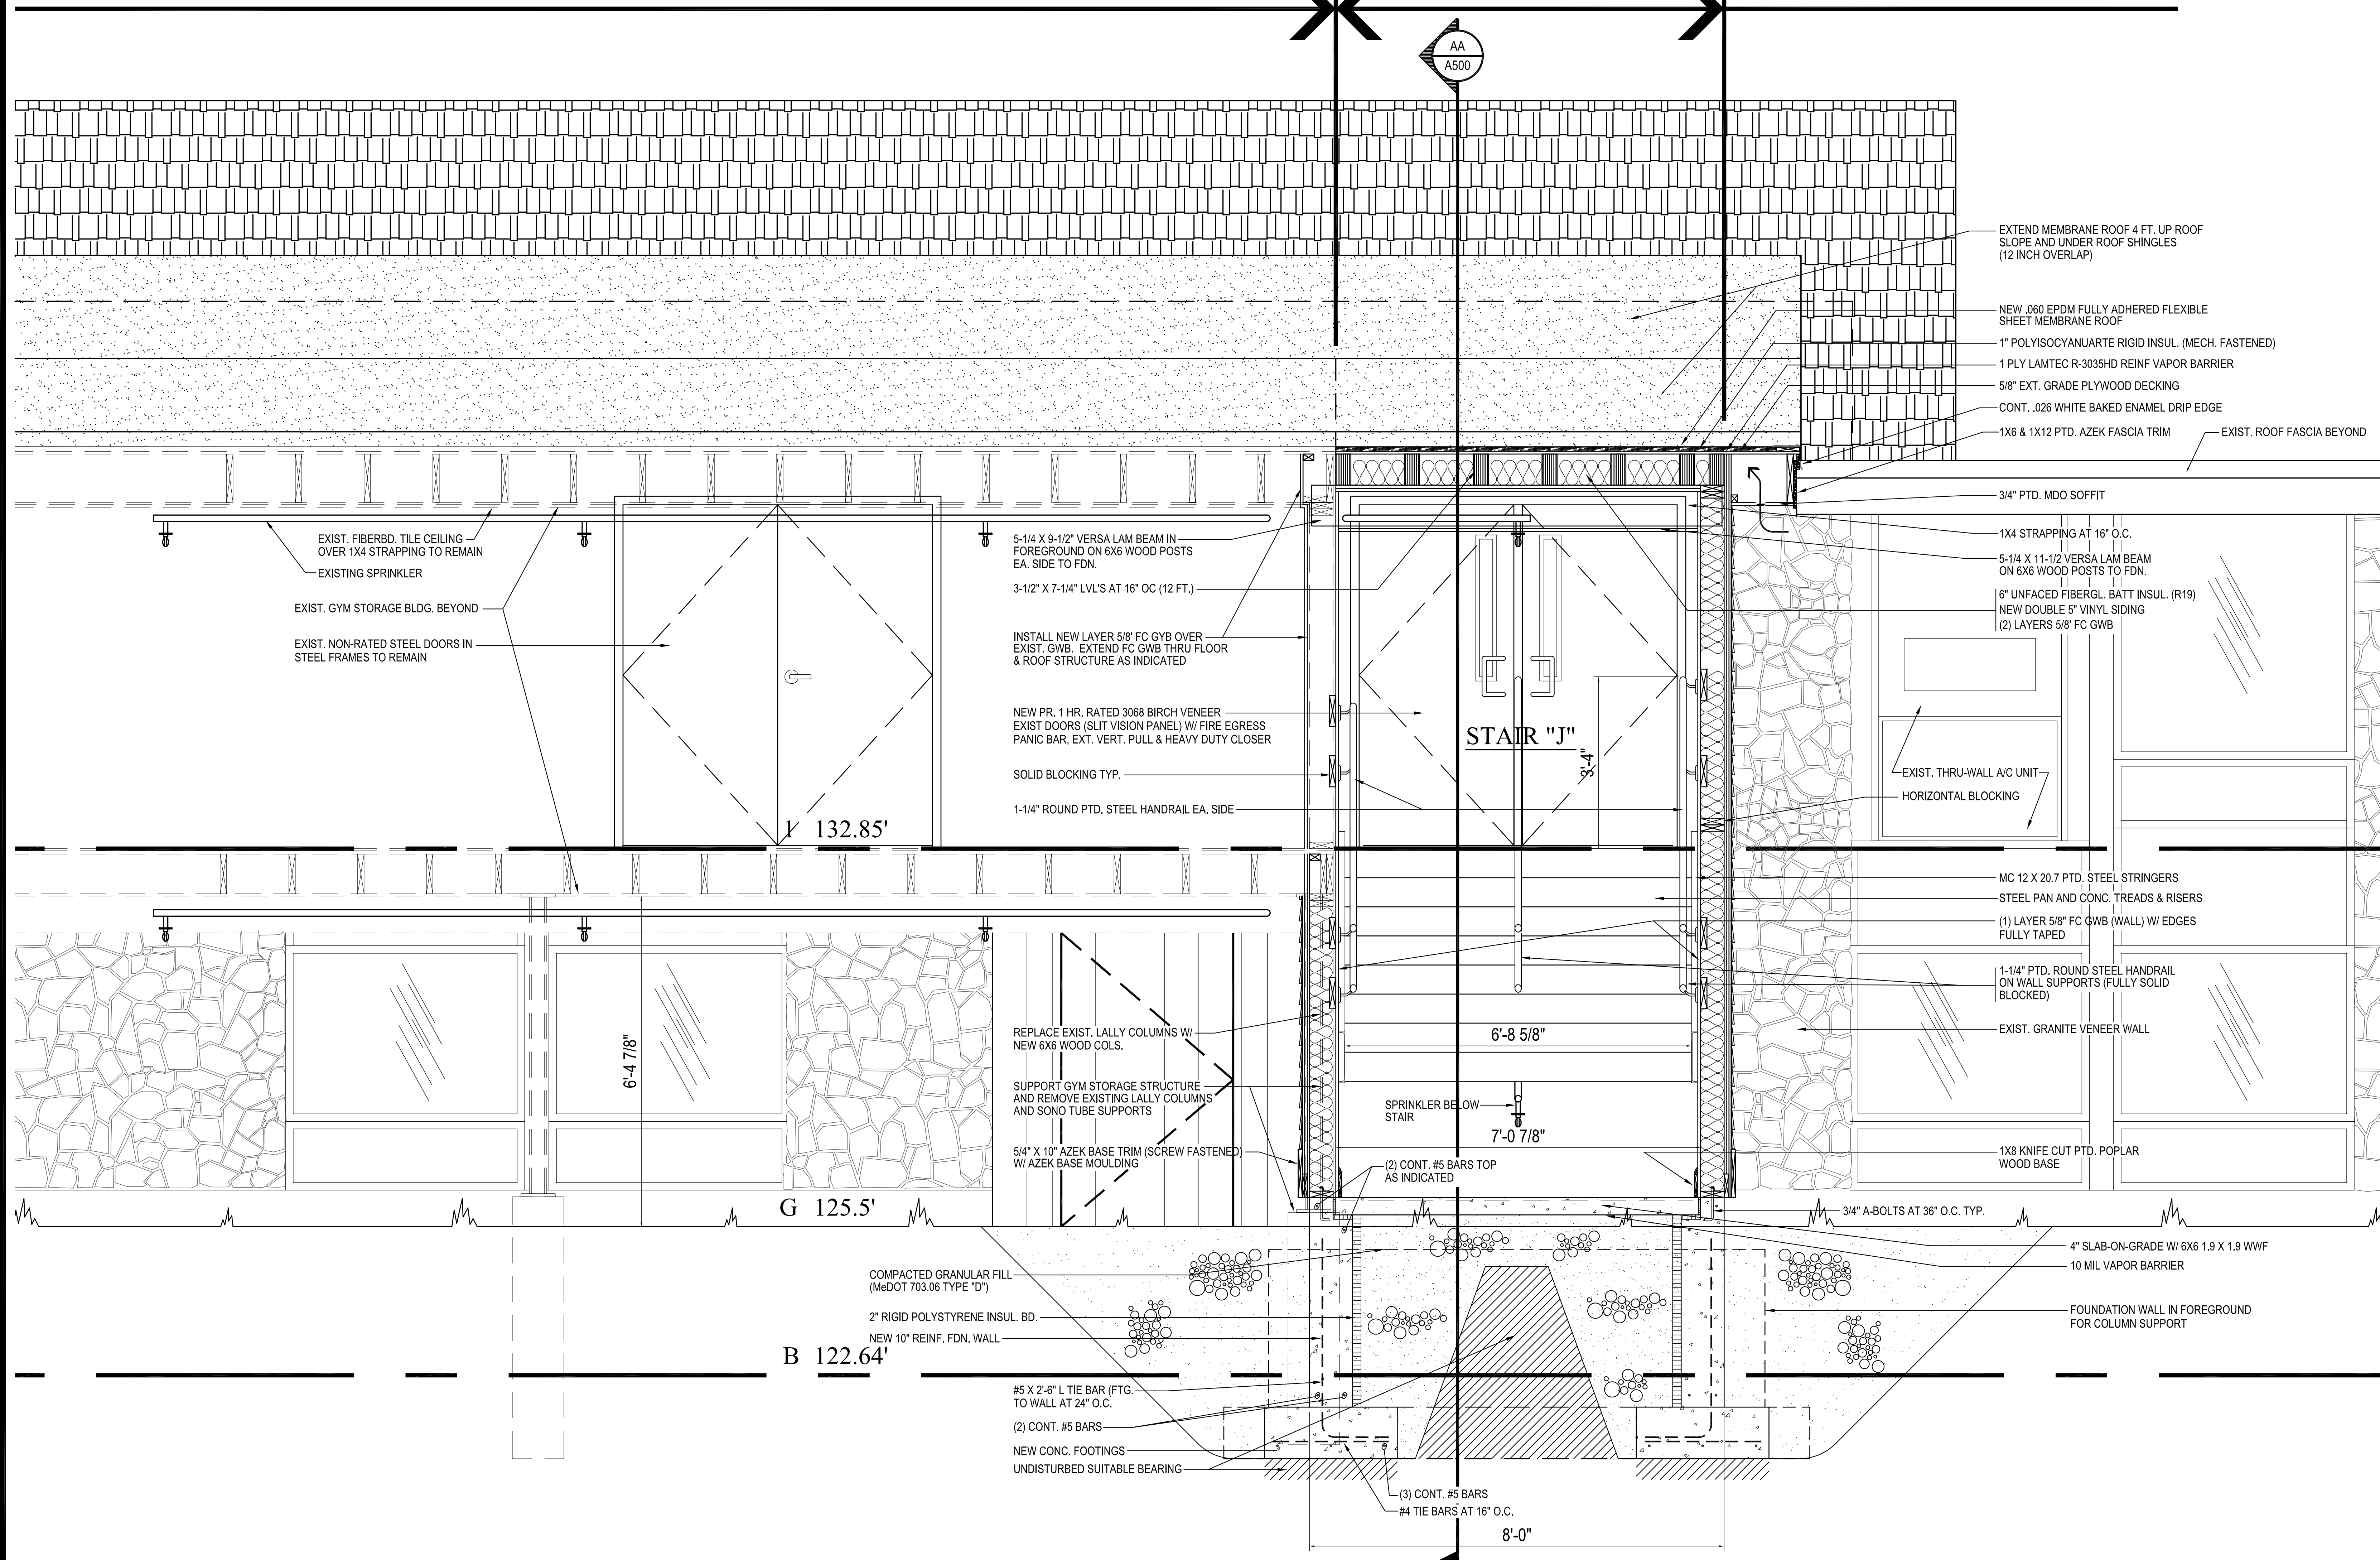 AA
A500
EXTEND MEMBRANE ROOF 4 FT. UP ROOF
SLOPE AND UNDER ROOF SHINGLES
(12 INCH OVERLAP)
NEW .060 EPDM FULLY ADHERED FLEXIBLE
SHEET MEMBRANE ROOF
1" POLYISOCYANUARTE RIGID INSUL. (MECH. FASTENED)
1 PLY LAMTEC R-3035HD REINF VAPOR BARRIER
5/8" EXT. GRADE PLYWOOD DECKING
CONT. .026 WHITE BAKED ENAMEL DRIP EDGE
1X6 & 1X12 PTD. AZEK FASCIA TRIM
EXIST. ROOF FASCIA BEYOND
3/4" PTD. MDO SOFFIT
1X4 STRAPPING AT 16" O.C.
5-1/4 X 11-1/2 VERSA LAM BEAM
ON 6X6 WOOD POSTS TO FDN.
6" UNFACED FIBERGL. BATT INSUL. (R19)
NEW DOUBLE 5" VINYL SIDING
(2) LAYERS 5/8' FC GWB
EXIST. FIBERBD. TILE CEILING
OVER 1X4 STRAPPING TO REMAIN
EXISTING SPRINKLER
EXIST. GYM STORAGE BLDG. BEYOND
EXIST. NON-RATED STEEL DOORS IN
STEEL FRAMES TO REMAIN
5-1/4 X 9-1/2" VERSA LAM BEAM IN
FOREGROUND ON 6X6 WOOD POSTS
EA. SIDE TO FDN.
3-1/2" X 7-1/4" LVL'S AT 16" OC (12 FT.)
INSTALL NEW LAYER 5/8' FC GYB OVER
EXIST. GWB. EXTEND FC GWB THRU FLOOR
& ROOF STRUCTURE AS INDICATED
NEW PR. 1 HR. RATED 3068 BIRCH VENEER
EXIST DOORS (SLIT VISION PANEL) W/ FIRE EGRESS
PANIC BAR, EXT. VERT. PULL & HEAVY DUTY CLOSER
SOLID BLOCKING TYP.
1-1/4" ROUND PTD. STEEL HANDRAIL EA. SIDE
STAIR "J"
3'-4"
EXIST. THRU-WALL A/C UNIT
HORIZONTAL BLOCKING
1 132.85'
MC 12 X 20.7 PTD. STEEL STRINGERS
STEEL PAN AND CONC. TREADS & RISERS
(1) LAYER 5/8" FC GWB (WALL) W/ EDGES
FULLY TAPED
1-1/4" PTD. ROUND STEEL HANDRAIL
ON WALL SUPPORTS (FULLY SOLID
BLOCKED)
EXIST. GRANITE VENEER WALL
6'-4 7/8"
REPLACE EXIST. LALLY COLUMNS W/
NEW 6X6 WOOD COLS.
SUPPORT GYM STORAGE STRUCTURE
AND REMOVE EXISTING LALLY COLUMNS
AND SONO TUBE SUPPORTS
5/4" X 10" AZEK BASE TRIM (SCREW FASTENED)
W/ AZEK BASE MOULDING
6'-8 5/8"
SPRINKLER BELOW
STAIR
7'-0 7/8"
(2) CONT. #5 BARS TOP
AS INDICATED
1X8 KNIFE CUT PTD. POPLAR
WOOD BASE
G 125.5'
3/4" A-BOLTS AT 36" O.C. TYP.
4" SLAB-ON-GRADE W/ 6X6 1.9 X 1.9 WWF
10 MIL VAPOR BARRIER
FOUNDATION WALL IN FOREGROUND
FOR COLUMN SUPPORT
COMPACTED GRANULAR FILL
(MeDOT 703.06 TYPE "D")
2" RIGID POLYSTYRENE INSUL. BD.
NEW 10" REINF. FDN. WALL
B 122.64'
#5 X 2'-6" L TIE BAR (FTG.
TO WALL AT 24" O.C.
(2) CONT. #5 BARS
NEW CONC. FOOTINGS
UNDISTURBED SUITABLE BEARING
(3) CONT. #5 BARS
#4 TIE BARS AT 16" O.C.
8'-0"